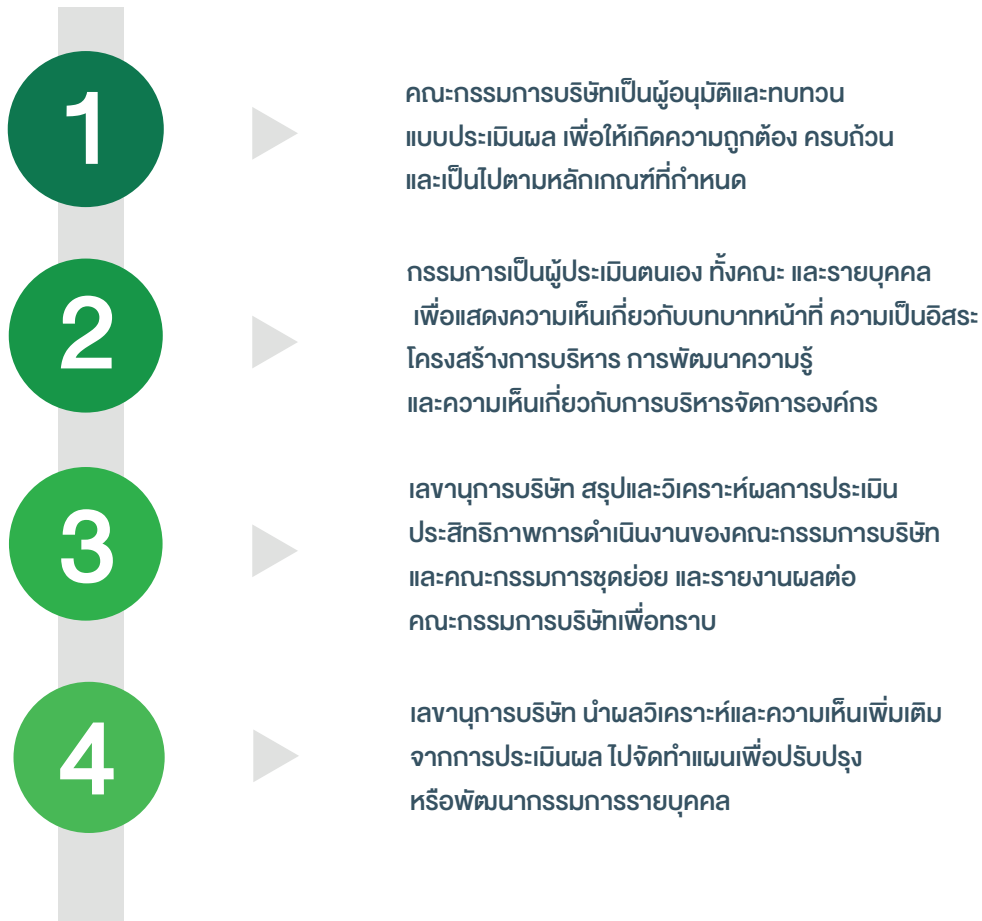 1
คณะกรรมการบริษัทเป็นผู้อนุมัติและทบทวน
แบบประเมินผล เพื่อให้เกิดความถูกต้อง ครบถ้วน
และเป็นไปตามหลักเกณฑ์ที่กำหนด
2
กรรมการเป็นผู้ประเมินตนเอง ทั้งคณะ และรายบุคคล
เพื่อแสดงความเห็นเกี่ยวกับบทบาทหน้าที่ ความเป็นอิสระ
โครงสร้างการบริหาร การพัฒนาความรู้
และความเห็นเกี่ยวกับการบริหารจัดการองค์กร
3
เลขานุการบริษัท สรุปและวิเคราะห์ผลการประเมิน
ประสิทธิภาพการดำเนินงานของคณะกรรมการบริษัท
และคณะกรรมการชุดย่อย และรายงานผลต่อ
คณะกรรมการบริษัทเพื่อทราบ
4
เลขานุการบริษัท นำผลวิเคราะห์และความเห็นเพิ่มเติม
จากการประเมินผล ไปจัดทำแผนเพื่อปรับปรุง
หรือพัฒนากรรมการรายบุคคล